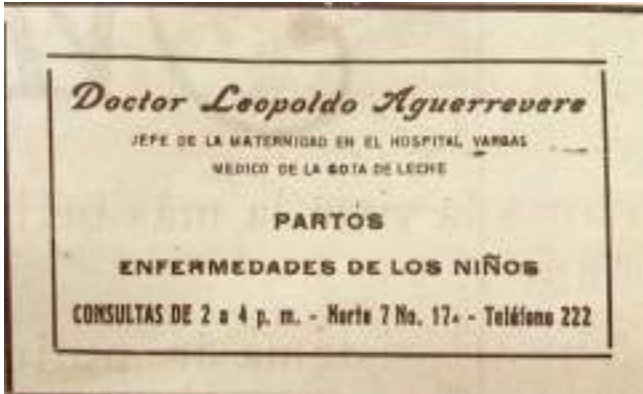 Doctor Leopoldo Aguerrevere
JEFE DE LA MATERNIDAD EN EL HOSPITAL VARGAS
MEDICO DE LA GOTA DE LECHE
PARTOS
ENFERMEDADES DE LOS NIÑOS
CONSULTAS DE 2 a 4 p. m. - Norte 7 No. 17- - Teléfono 222